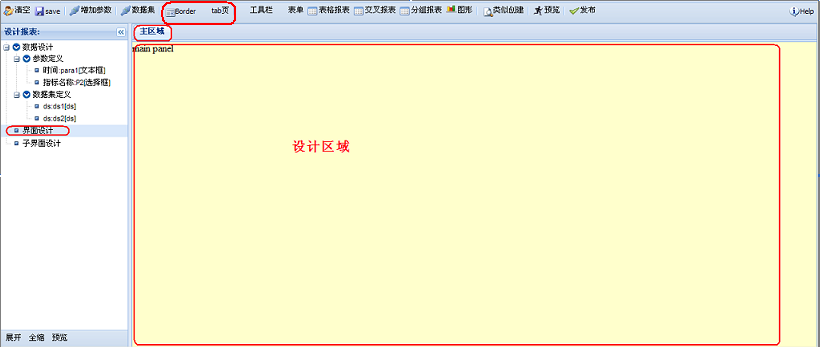 清空 save 增加参数 数据集 Border tab页 工具栏 表单 表格报表 交叉报表 分组报表 图形 类似创建 预览 发布 Help
设计报表:
主区域
main panel
数据设计
参数定义
时间:para1[文本框]
指标名称:P2[选择框]
数据集定义
ds:ds1[ds]
ds:ds2[ds]
界面设计
子界面设计
设计区域
展开 全缩 预览